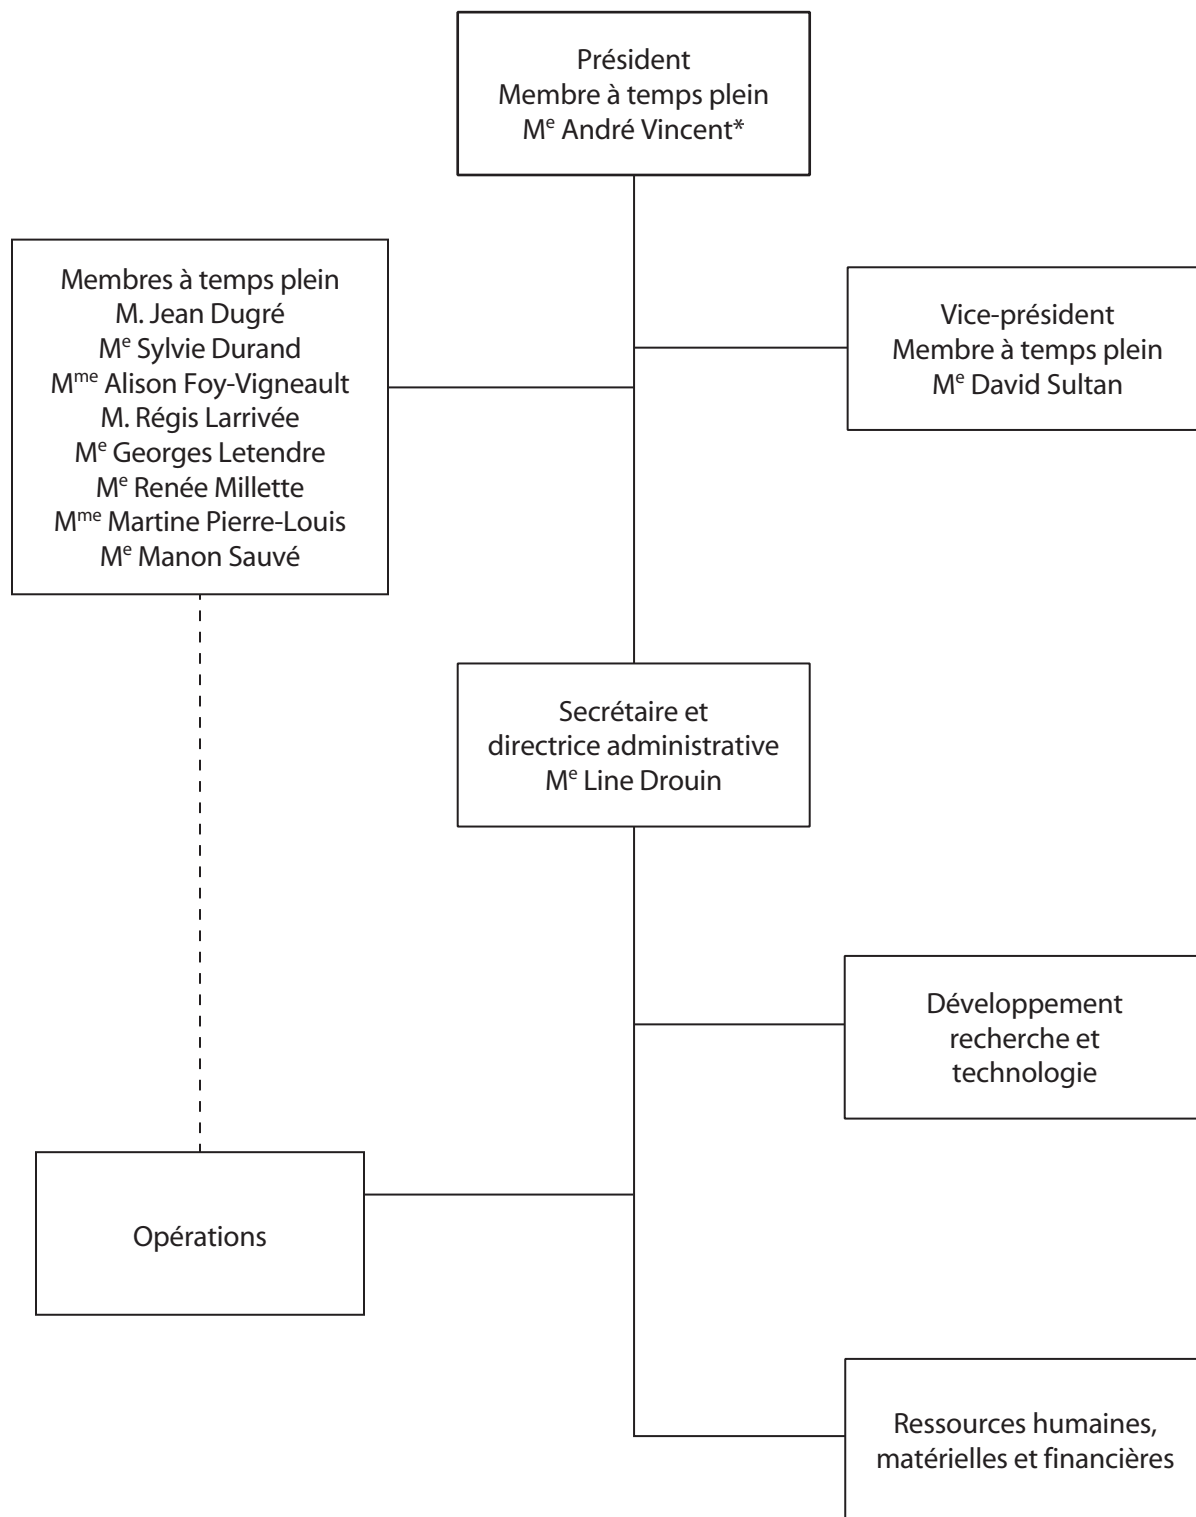 Président
Membre à temps plein
Me André Vincent*
Membres à temps plein
M. Jean Dugré
Me Sylvie Durand
Mme Alison Foy-Vigneault
M. Régis Larrivée
Me Georges Letendre
Me Renée Millette
Mme Martine Pierre-Louis
Me Manon Sauvé
Vice-président
Membre à temps plein
Me David Sultan
Secrétaire et
directrice administrative
Me Line Drouin
Développement
recherche et
technologie
Opérations
Ressources humaines,
matérielles et financières